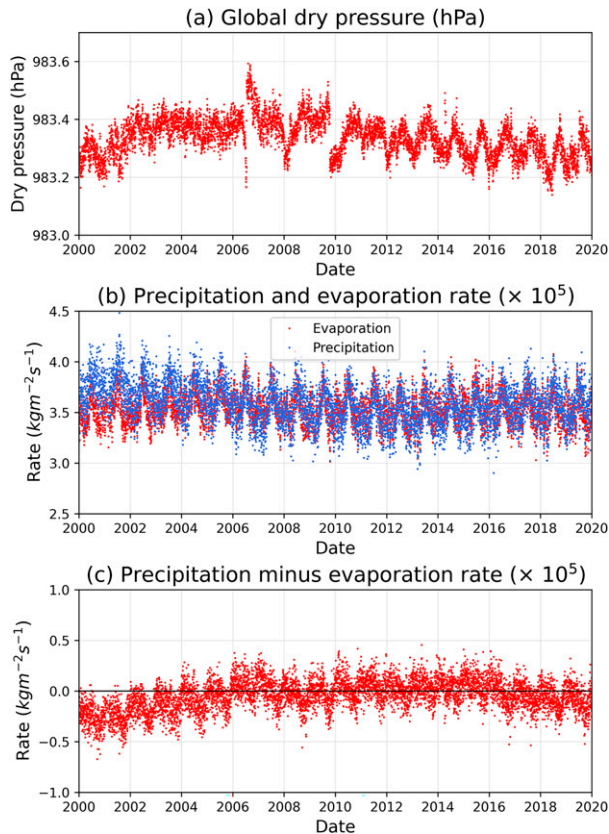 (a) Global dry pressure (hPa)
983.6
983.4
983.2
983.0
Dry pressure (hPa)
2000 2002 2004 2006 2008 2010 2012 2014 2016 2018 2020
Date
(b) Precipitation and evaporation rate (× 10⁵)
4.5
4.0
3.5
3.0
2.5
Rate (kgm⁻²s⁻¹)
Evaporation
Precipitation
2000 2002 2004 2006 2008 2010 2012 2014 2016 2018 2020
Date
(c) Precipitation minus evaporation rate (× 10⁵)
1.0
0.5
0.0
−0.5
−1.0
Rate (kgm⁻²s⁻¹)
2000 2002 2004 2006 2008 2010 2012 2014 2016 2018 2020
Date